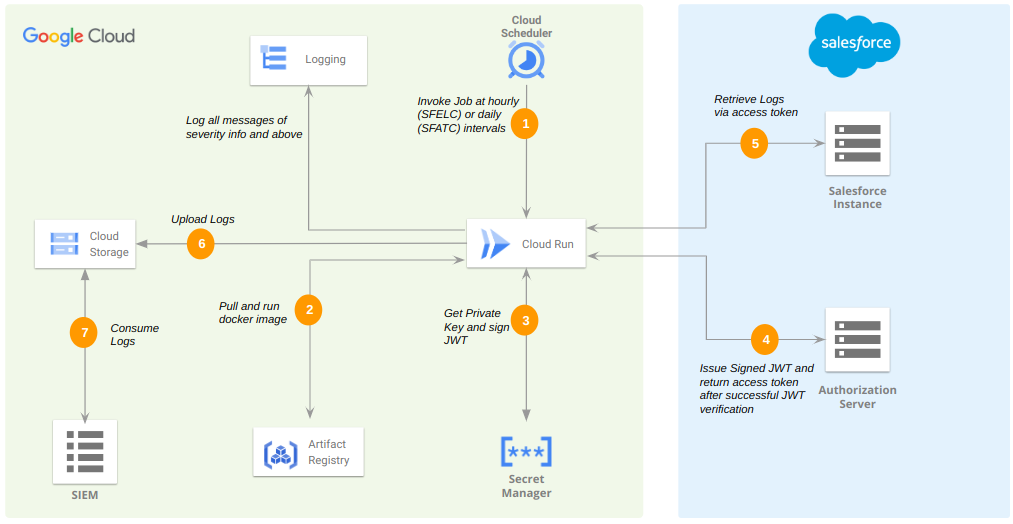 Google Cloud
Logging
Cloud
Scheduler
salesforce
Log all messages of
severity info and above
Invoke Job at hourly
(SFELC) or daily
(SFATC) intervals
1
Retrieve Logs
via access token
5
Salesforce
Instance
Upload Logs
6
Cloud
Storage
Cloud Run
Pull and run
docker image
2
Get Private
Key and sign
JWT
3
7
Consume
Logs
4
Issue Signed JWT and
return access token
after successful JWT
verification
Authorization
Server
Artifact
Registry
[***]
Secret
Manager
SIEM